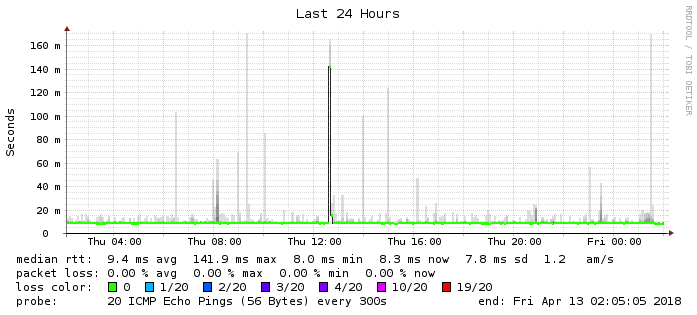 Last 24 Hours
RRDTOOL / TOBI OETIKER
Seconds
160 m
140 m
120 m
100 m
80 m
60 m
40 m
20 m
0
Thu 04:00 Thu 08:00 Thu 12:00 Thu 16:00 Thu 20:00 Fri 00:00
median rtt: 9.4 ms avg 141.9 ms max 8.0 ms min 8.3 ms now 7.8 ms sd 1.2 am/s
packet loss: 0.00 % avg 0.00 % max 0.00 % min 0.00 % now
loss color: 0 1/20 2/20 3/20 4/20 10/20 19/20
probe: 20 ICMP Echo Pings (56 Bytes) every 300s end: Fri Apr 13 02:05:05 2018